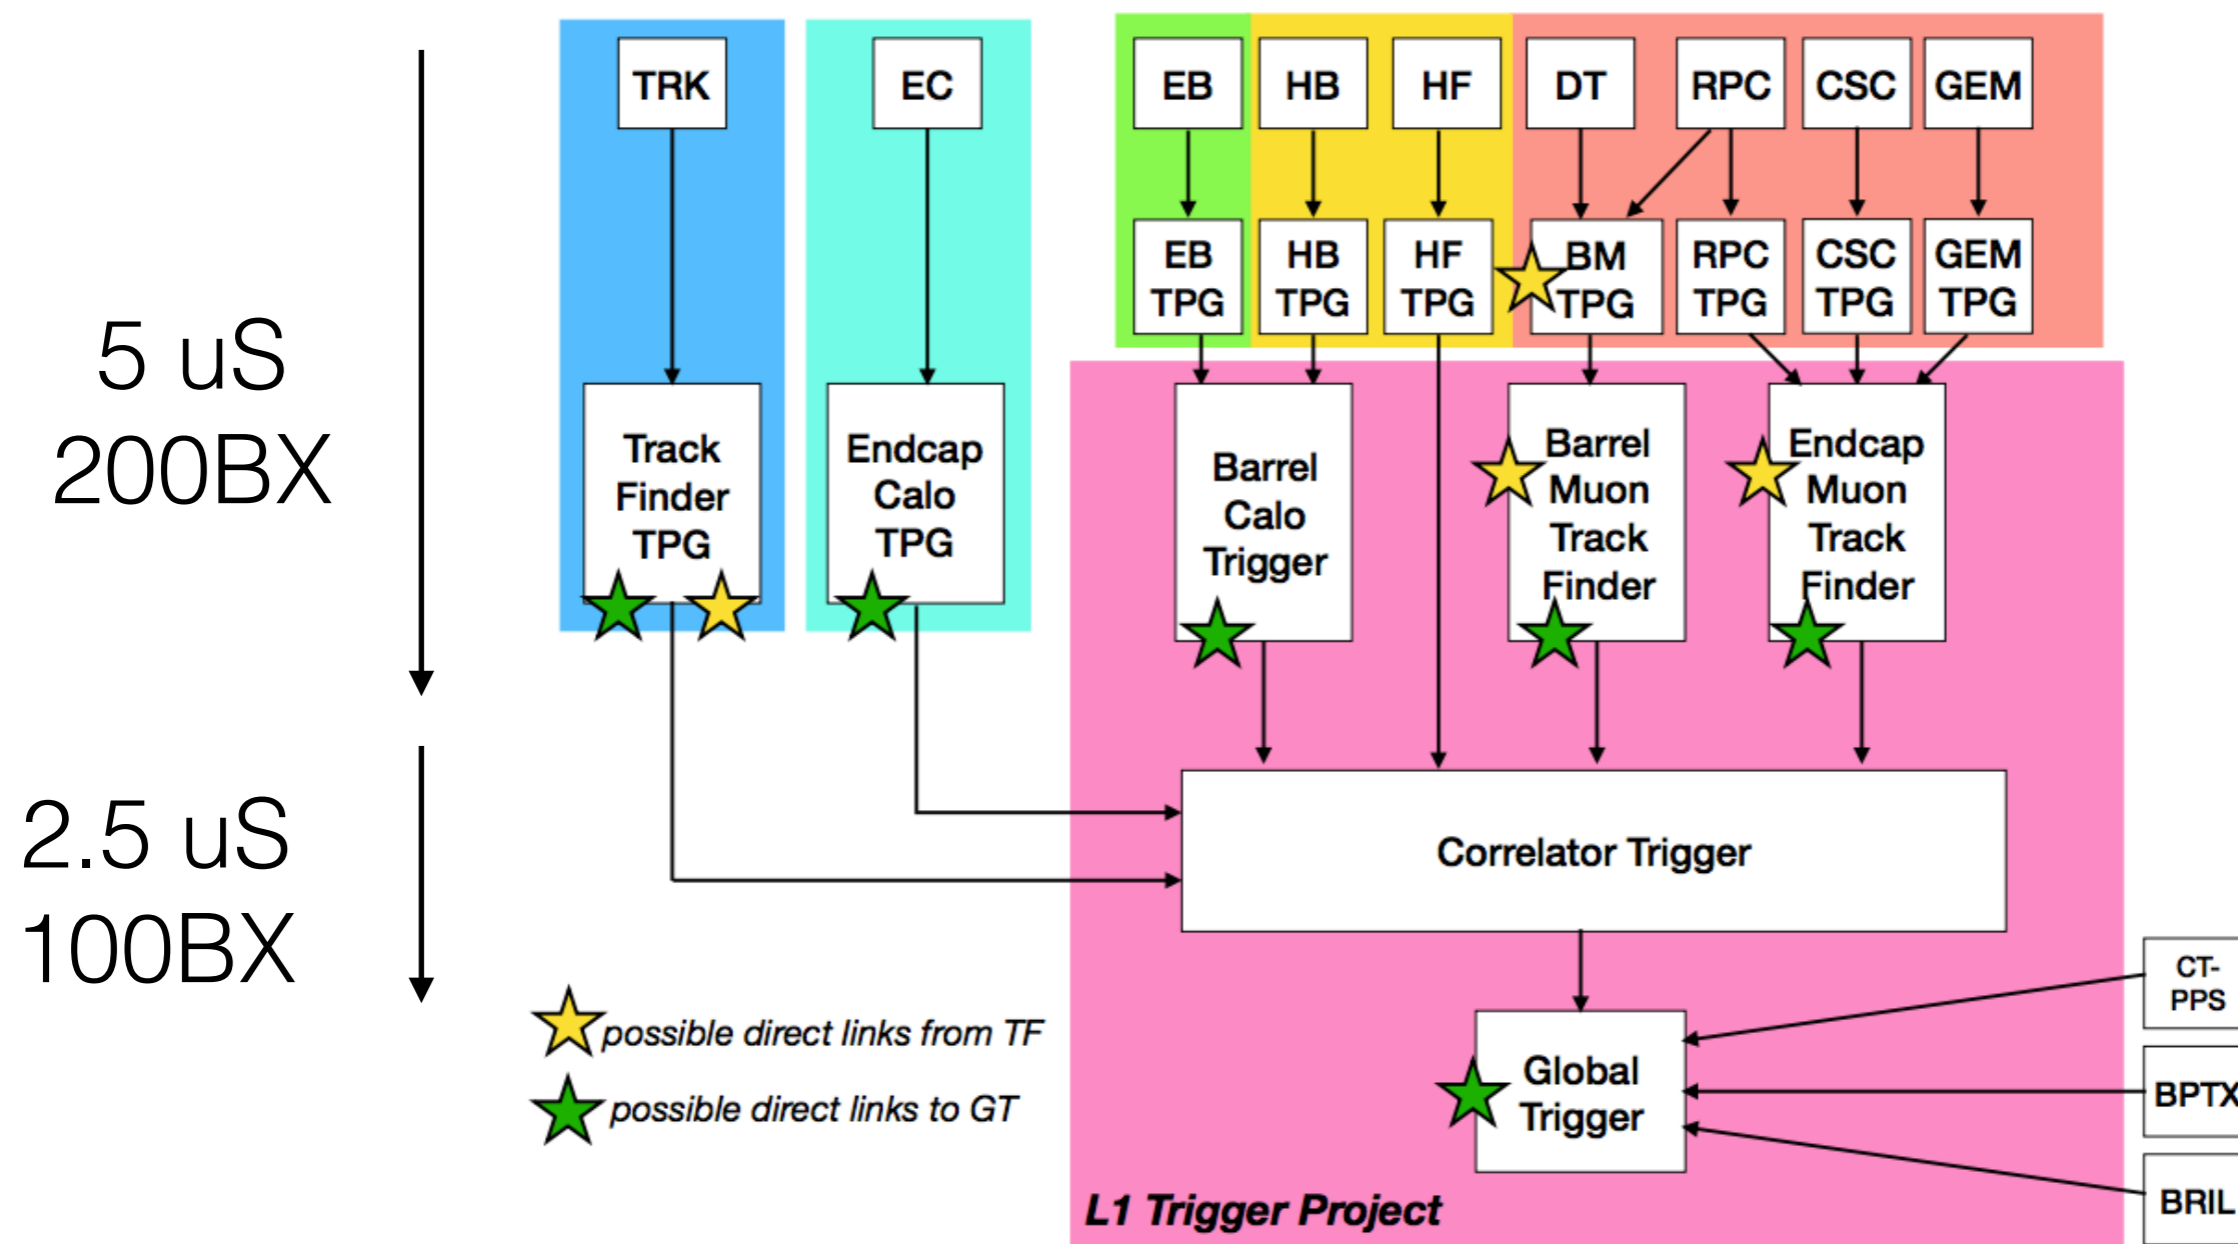 TRK
EC
EB
HB
HF
DT
RPC
CSC
GEM
EB
TPG
HB
TPG
HF
TPG
BM
TPG
RPC
TPG
CSC
TPG
GEM
TPG
5 uS
200BX
Track
Finder
TPG
Endcap
Calo
TPG
Barrel
Calo
Trigger
Barrel
Muon
Track
Finder
Endcap
Muon
Track
Finder
2.5 uS
100BX
Correlator Trigger
CT-
PPS
possible direct links from TF
possible direct links to GT
Global
Trigger
BPTX
BRIL
L1 Trigger Project